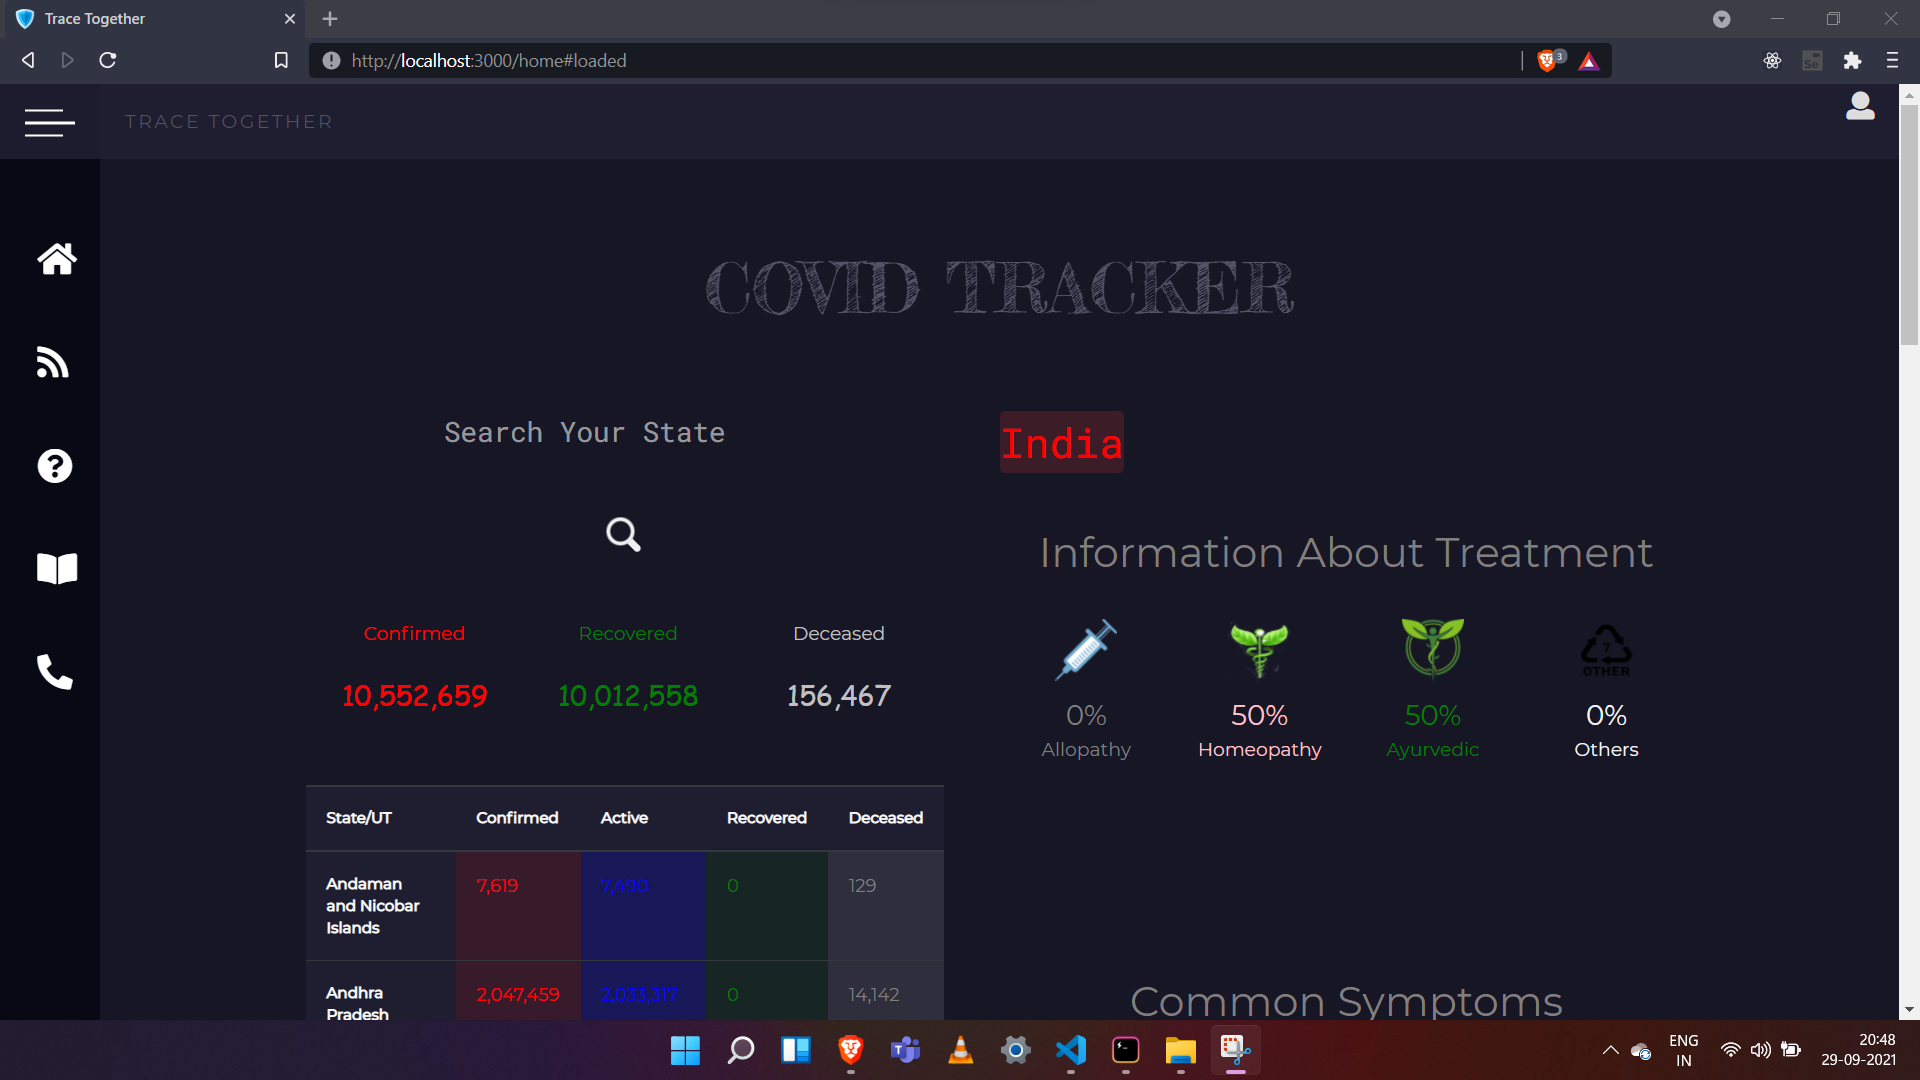 Trace Together
http://localhost:3000/home#loaded
3
Se
TRACE TOGETHER
COVID TRACKER
Search Your State
India
Information About Treatment
Confirmed Recovered Deceased
10,552,659 10,012,558 156,467
7
OTHER
0% 50% 50% 0%
Allopathy Homeopathy Ayurvedic Others
State/UT Confirmed Active Recovered Deceased
Andaman and Nicobar Islands 7,619 7,490 0 129
Andhra Pradesh 2,047,459 2,033,317 0 14,142
Common Symptoms
ENG
IN
20:48
29-09-2021